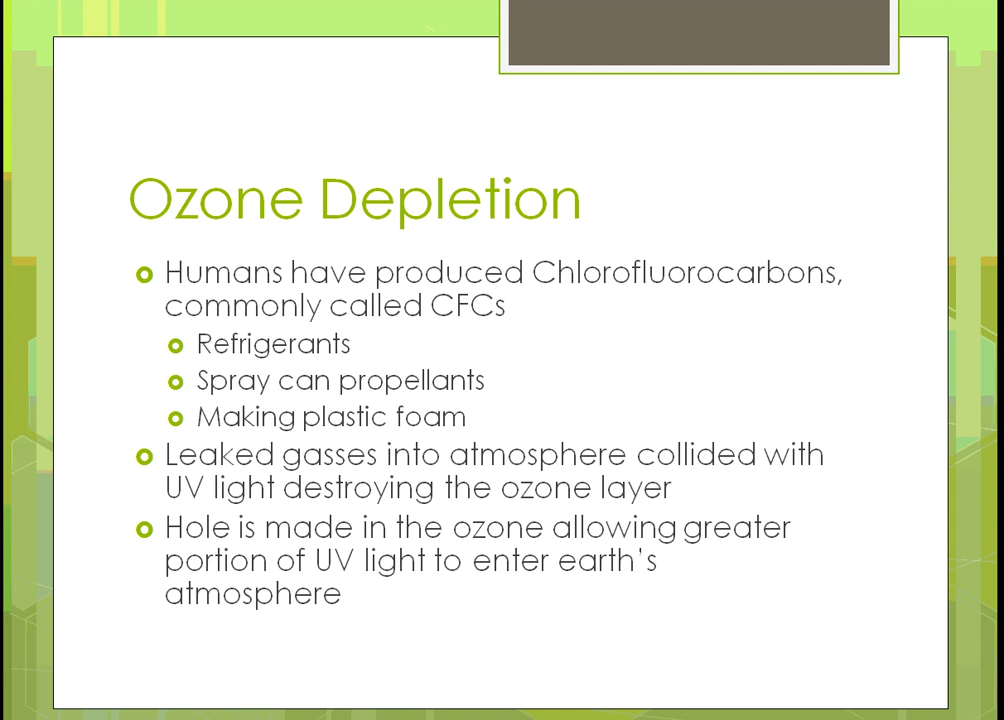 Ozone Depletion
Humans have produced Chlorofluorocarbons,
commonly called CFCs
Refrigerants
Spray can propellants
Making plastic foam
Leaked gasses into atmosphere collided with
UV light destroying the ozone layer
Hole is made in the ozone allowing greater
portion of UV light to enter earth's
atmosphere